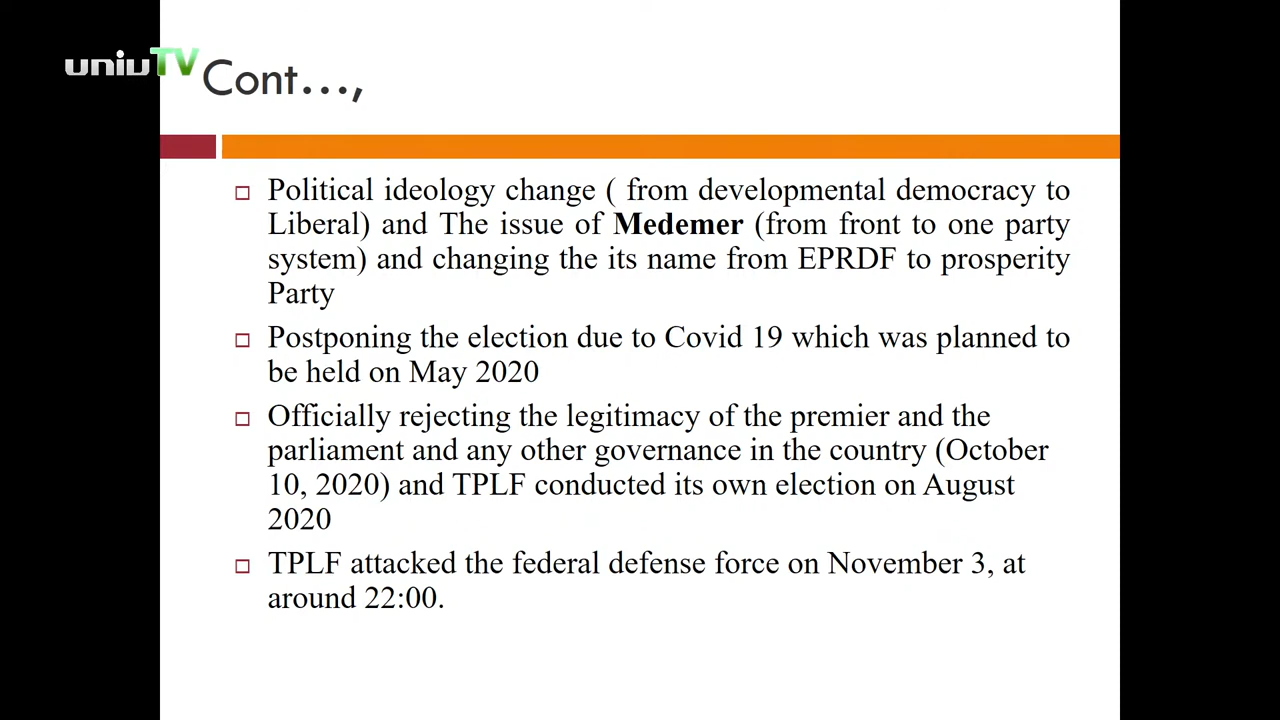 uniuTV
Cont…,
Political ideology change ( from developmental democracy to
Liberal) and The issue of Medemer (from front to one party
system) and changing the its name from EPRDF to prosperity
Party
Postponing the election due to Covid 19 which was planned to
be held on May 2020
Officially rejecting the legitimacy of the premier and the
parliament and any other governance in the country (October
10, 2020) and TPLF conducted its own election on August
2020
TPLF attacked the federal defense force on November 3, at
around 22:00.